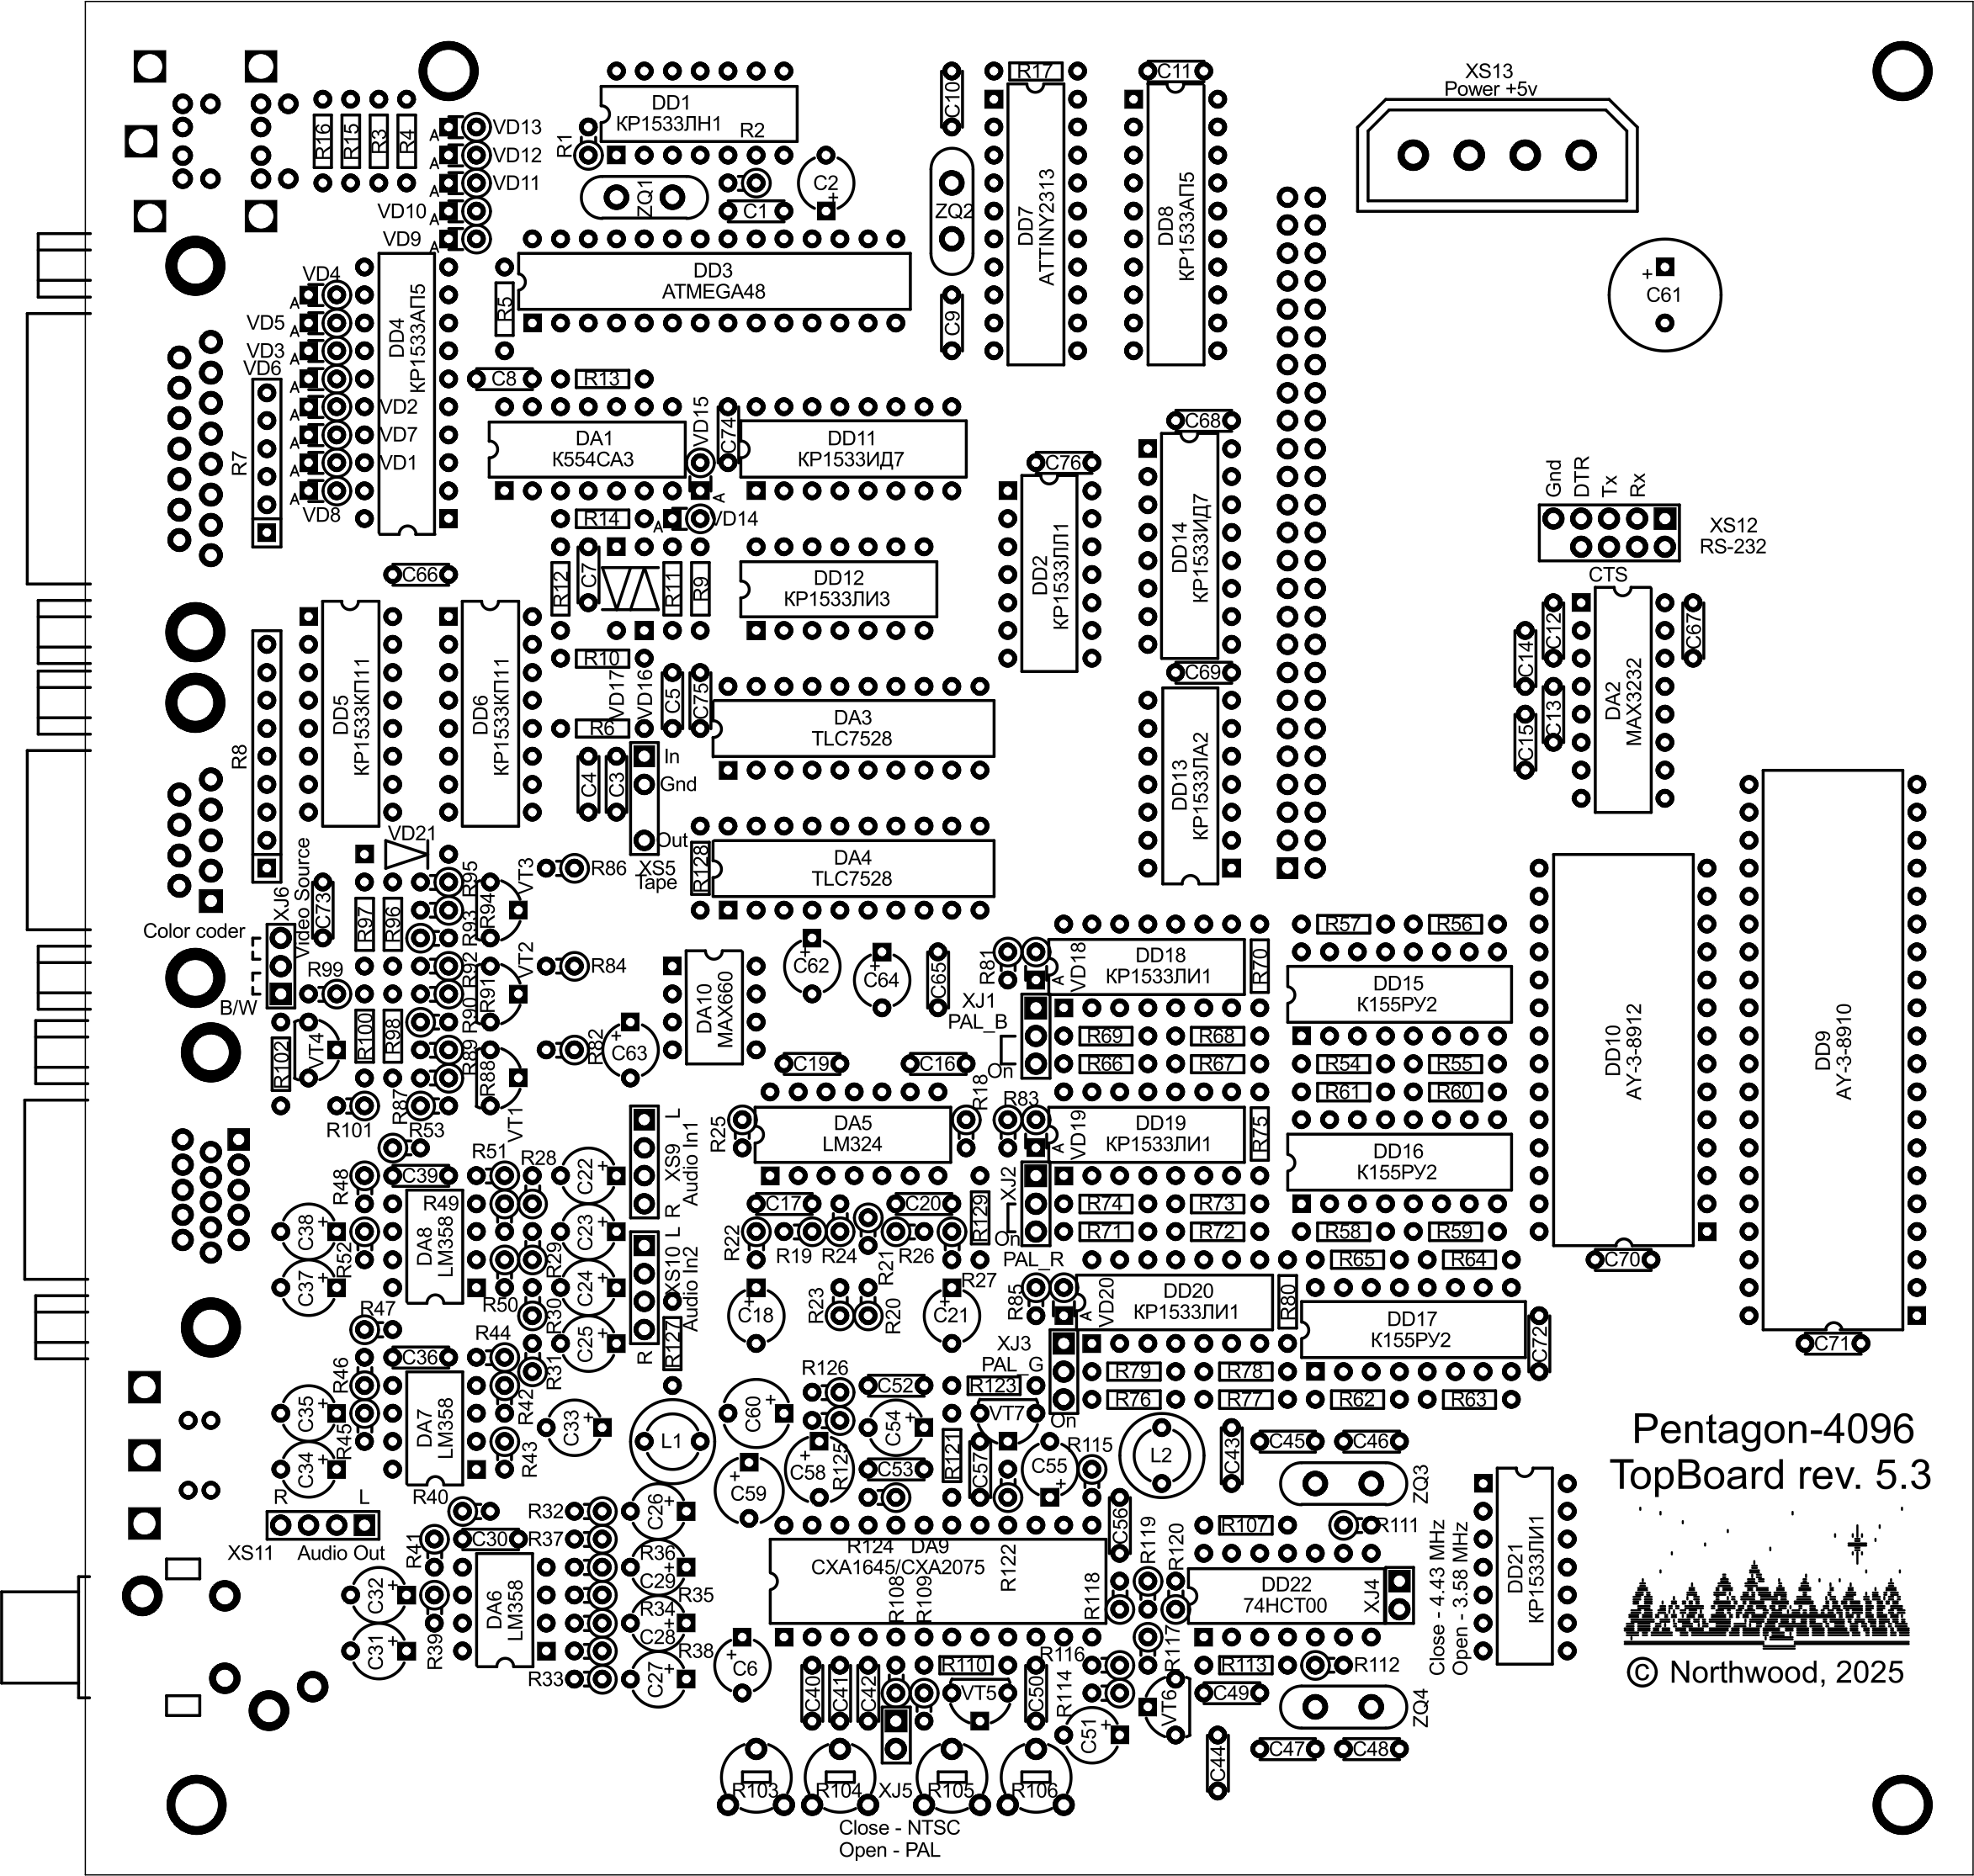 XS13
Power +5v
R17
C11
C10
DD1
КР1533ЛН1
R2
R1
R16
R15
R3
R4
A
VD13
A
VD12
A
VD11
VD10
A
VD9
A
ZQ1
C1
C2
+
ZQ2
DD7
ATTINY2313
DD8
КР1533АП5
DD3
ATMEGA48
R5
C9
+
C61
VD4
A
VD5
A
VD3
A
VD6
A
VD2
A
VD7
A
VD1
A
VD8
A
DD4
КР1533АП5
R7
C8
R13
DA1
К554СА3
VD15
A
C74
DD11
КР1533ИД7
C68
C76
R14
A
VD14
Gnd
DTR
Tx
Rx
XS12
RS-232
CTS
DD2
КР1533ЛЛ1
DD14
КР1533ИД7
C66
R12
C7
R11
R9
DD12
КР1533ЛИ3
C12
C14
C13
C15
C67
DA2
MAX3232
DD5
КР1533КП11
DD6
КР1533КП11
R8
R10
VD17
VD16
C5
C75
C69
R6
DA3
TLC7528
DD13
КР1533ЛА2
In
Gnd
Out
C4
C3
XS5
Tape
R128
DA4
TLC7528
VD21
R86
VT3
R95
R94
R93
XJ6
Video Source
C73
R97
R96
Color coder
B/W
R99
R92
R91
R90
VT2
R84
DA10
MAX660
+
C62
+
C64
C65
R81
VD18
A
DD18
КР1533ЛИ1
R70
R57
R56
DD15
К155РУ2
XJ1
PAL_B
On
R69
R68
R66
R67
R54
R55
R61
R60
DD10
AY-3-8912
DD9
AY-3-8910
R102
VT4
R100
R98
R89
R88
R82
+
C63
C19
C16
R18
R83
VT1
R87
R101
R53
R25
DA5
LM324
VD19
A
DD19
КР1533ЛИ1
R75
DD16
К155РУ2
L
XS9
Audio In1
R
R51
R28
C22
+
R48
C39
R49
C17
C20
R129
XJ2
PAL_R
On
R74
R73
R71
R72
R58
R59
C38
+
R52
DA8
LM358
C23
+
R29
R22
R19
R24
R21
R26
L
XS10
Audio In2
R
C37
+
R50
C24
+
R30
R47
R44
C25
+
R127
C18
+
R23
R20
C21
+
R27
R85
VD20
A
DD20
КР1533ЛИ1
R80
R65
R64
C70
DD17
К155РУ2
C72
C71
XJ3
PAL_G
On
R79
R78
R76
R77
R62
R63
R46
C36
R31
R42
C35
+
R45
DA7
LM358
R43
C33
+
C34
+
L1
C60
+
R126
C52
R123
VT7
C54
+
R125
C58
+
C59
+
C53
R121
C57
C55
+
R115
L2
C43
C45
C46
ZQ3
Pentagon-4096
TopBoard rev. 5.3
R
L
XS11
Audio Out
R40
R41
C30
R32
R37
C26
+
R36
C29
+
R35
R34
C28
+
R38
R33
C27
+
C32
+
C31
+
R39
DA6
LM358
R124
DA9
CXA1645/CXA2075
R108
R109
R122
R118
C56
R119
R120
R107
R111
DD22
74HCT00
XJ4
Close - 4.43 MHz
Open - 3.58 MHz
DD21
КР1533ЛИ1
© Northwood, 2025
C6
+
C40
C41
C42
R110
VT5
C50
R116
R114
C51
+
R117
VT6
R113
R112
C49
ZQ4
C44
C47
C48
R103
R104
XJ5
R105
R106
Close - NTSC
Open - PAL